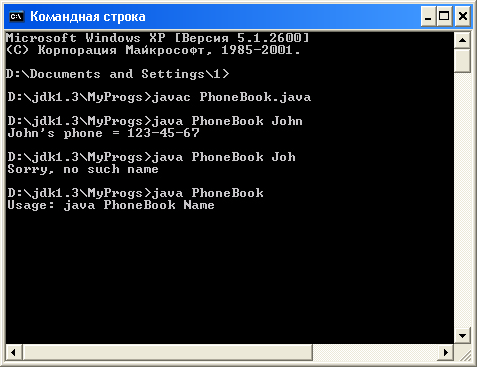 Командная строка
Microsoft Windows XP [Версия 5.1.2600]
(C) Корпорация Майкрософт, 1985-2001.
D:\Documents and Settings\1>
D:\jdk1.3\MyProgs>javac PhoneBook.java
D:\jdk1.3\MyProgs>java PhoneBook John
John's phone = 123-45-67
D:\jdk1.3\MyProgs>java PhoneBook Joh
Sorry, no such name
D:\jdk1.3\MyProgs>java PhoneBook
Usage: java PhoneBook Name